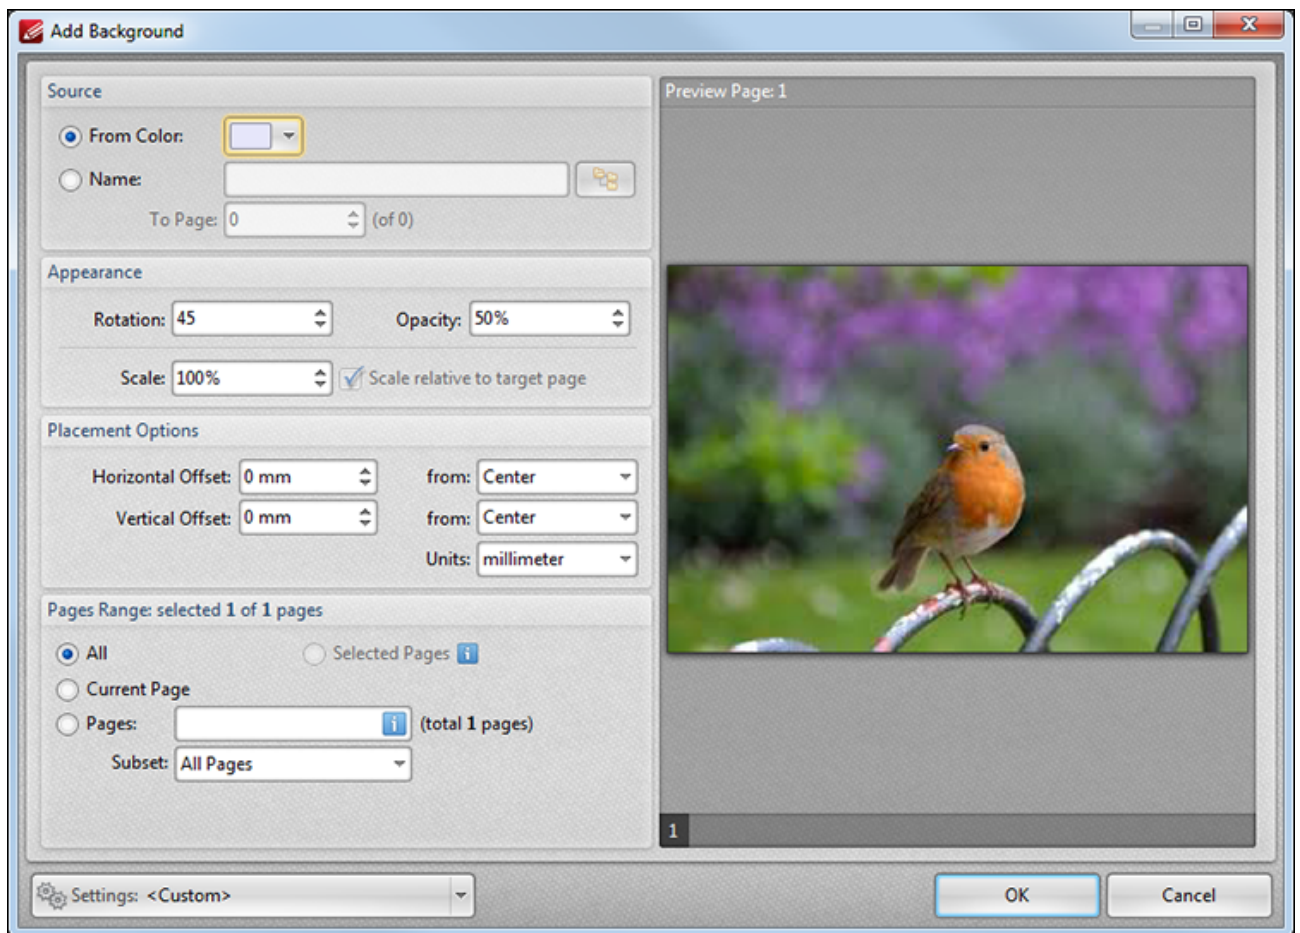 Add Background
Source
From Color:
Name:
To Page: 0 (of 0)
Appearance
Rotation: 45 Opacity: 50%
Scale: 100% Scale relative to target page
Placement Options
Horizontal Offset: 0 mm from: Center
Vertical Offset: 0 mm from: Center
Units: millimeter
Pages Range: selected 1 of 1 pages
All Selected Pages i
Current Page
Pages: i (total 1 pages)
Subset: All Pages
Preview Page: 1
1
Settings: <Custom>
OK Cancel